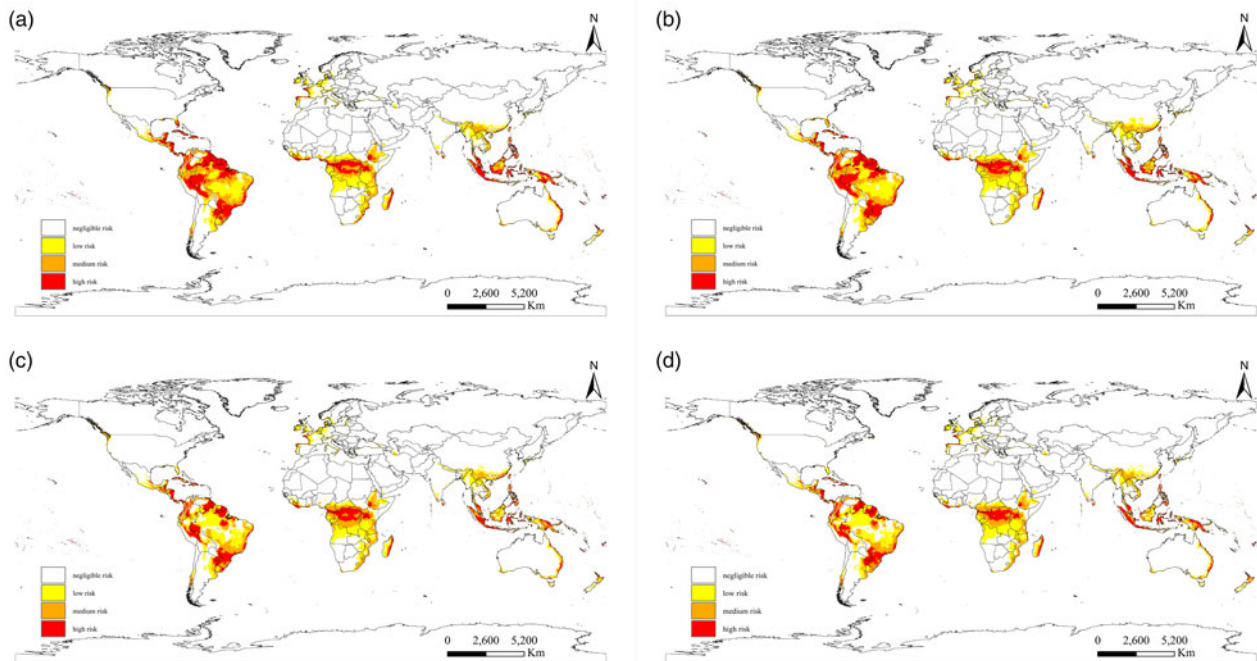 (a)
N
negligible risk
low risk
medium risk
high risk
0 2,600 5,200
Km
(b)
N
negligible risk
low risk
medium risk
high risk
0 2,600 5,200
Km
(c)
N
negligible risk
low risk
medium risk
high risk
0 2,600 5,200
Km
(d)
N
negligible risk
low risk
medium risk
high risk
0 2,600 5,200
Km